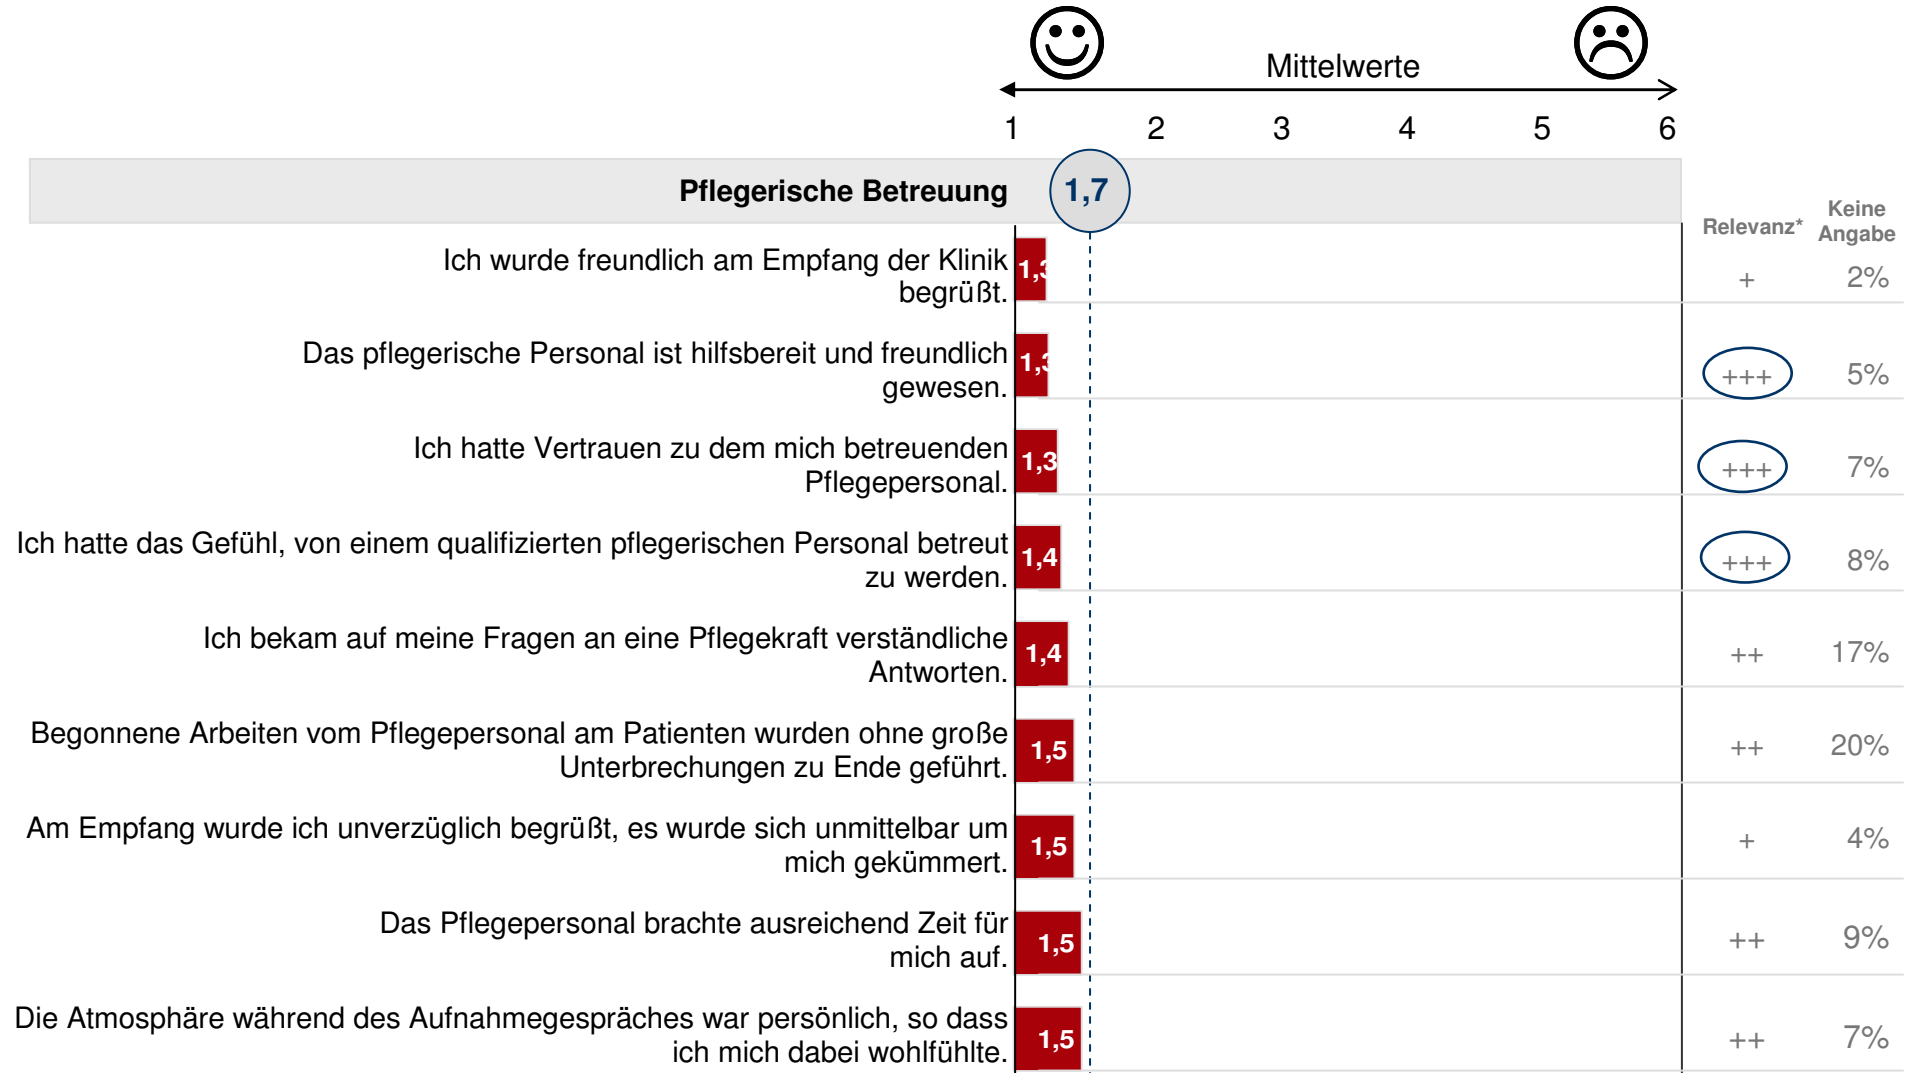 Mittelwerte
1 2 3 4 5 6
Pflegerische Betreuung 1,7
Relevanz* Keine
Angabe
Ich wurde freundlich am Empfang der Klinik
begrüßt.
1,3 + 2%
Das pflegerische Personal ist hilfsbereit und freundlich
gewesen.
1,3 +++ 5%
Ich hatte Vertrauen zu dem mich betreuenden
Pflegepersonal.
1,3 +++ 7%
Ich hatte das Gefühl, von einem qualifizierten pflegerischen Personal betreut
zu werden.
1,4 +++ 8%
Ich bekam auf meine Fragen an eine Pflegekraft verständliche
Antworten.
1,4 ++ 17%
Begonnene Arbeiten vom Pflegepersonal am Patienten wurden ohne große
Unterbrechungen zu Ende geführt.
1,5 ++ 20%
Am Empfang wurde ich unverzüglich begrüßt, es wurde sich unmittelbar um
mich gekümmert.
1,5 + 4%
Das Pflegepersonal brachte ausreichend Zeit für
mich auf.
1,5 ++ 9%
Die Atmosphäre während des Aufnahmegespräches war persönlich, so dass
ich mich dabei wohlfühlte.
1,5 ++ 7%